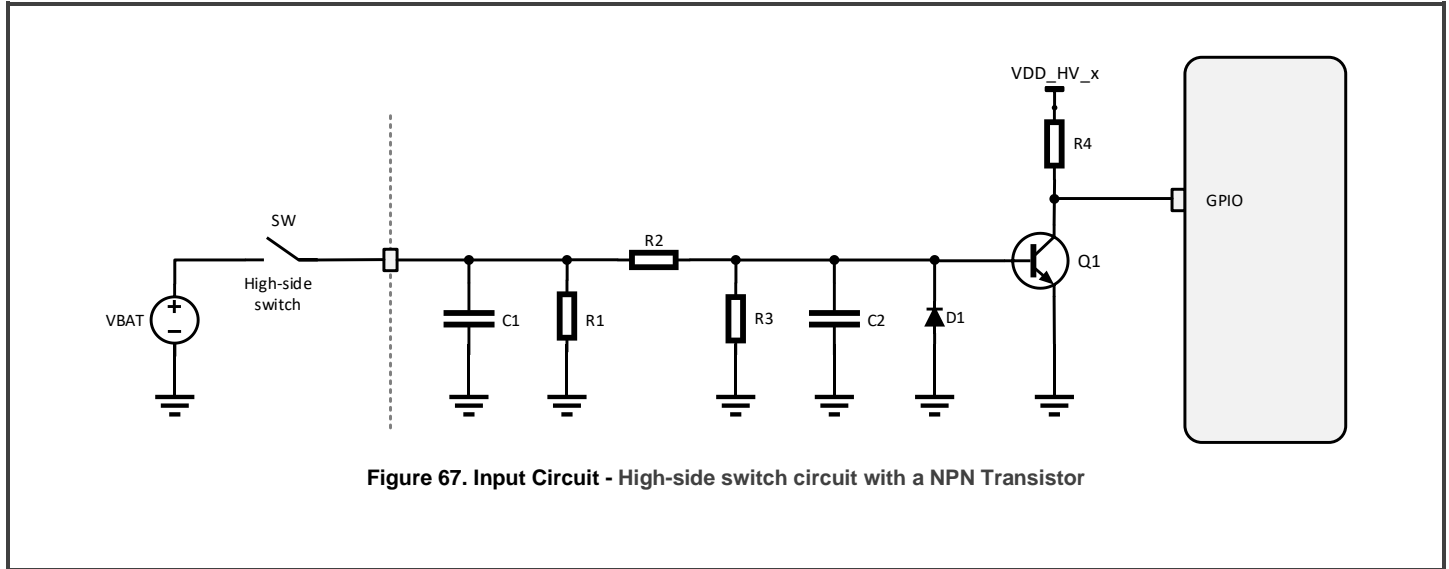 VDD_HV_x
R4
GPIO
SW
R2
Q1
High-side
switch
VBAT
+
−
C1
R1
R3
C2
D1
Figure 67. Input Circuit - High-side switch circuit with a NPN Transistor